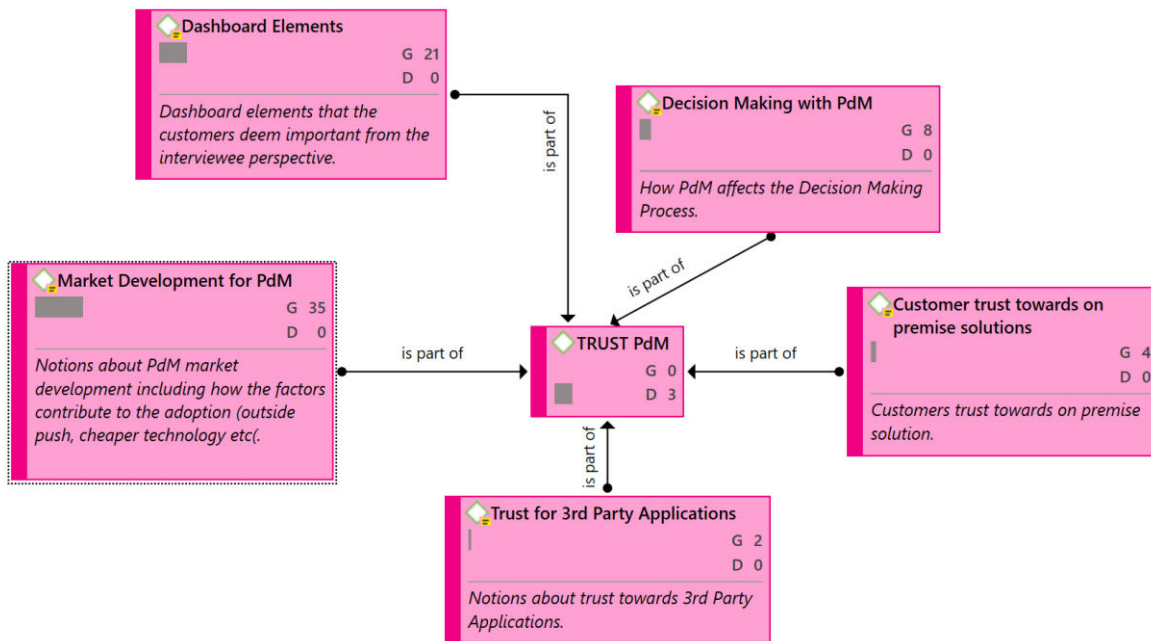 Dashboard Elements
G 21
D 0
Dashboard elements that the
customers deem important from the
interviewee perspective.
is part of
Decision Making with PdM
G 8
D 0
How PdM affects the Decision Making
Process.
is part of
Market Development for PdM
G 35
D 0
Notions about PdM market
development including how the factors
contribute to the adoption (outside
push, cheaper technology etc(.
is part of
TRUST PdM
G 0
D 3
is part of
Customer trust towards on
premise solutions
G 4
D 0
Customers trust towards on premise
solution.
is part of
Trust for 3rd Party Applications
G 2
D 0
Notions about trust towards 3rd Party
Applications.